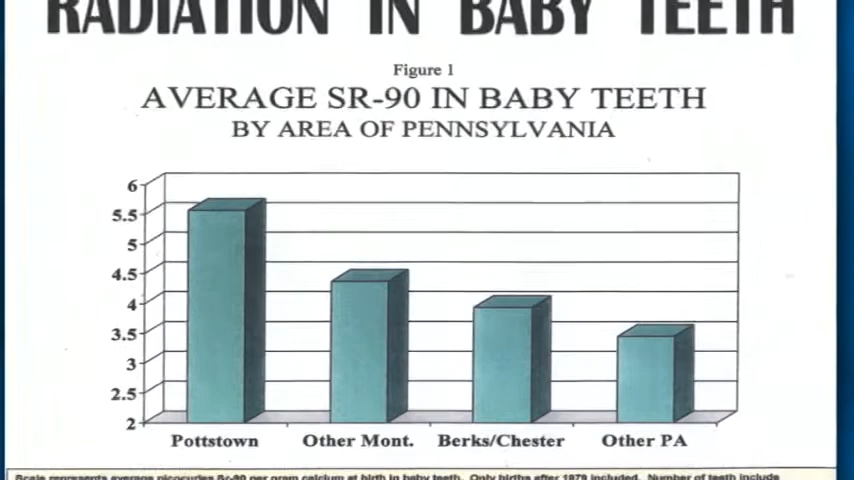 RADIATION IN BABY TEETH
Figure 1
AVERAGE SR-90 IN BABY TEETH
BY AREA OF PENNSYLVANIA
6
5.5
5
4.5
4
3.5
3
2.5
2
Pottstown Other Mont. Berks/Chester Other PA
Scale represents average picocuries Sr-90 per gram calcium at birth in baby teeth. Only births after 1979 included. Number of teeth include